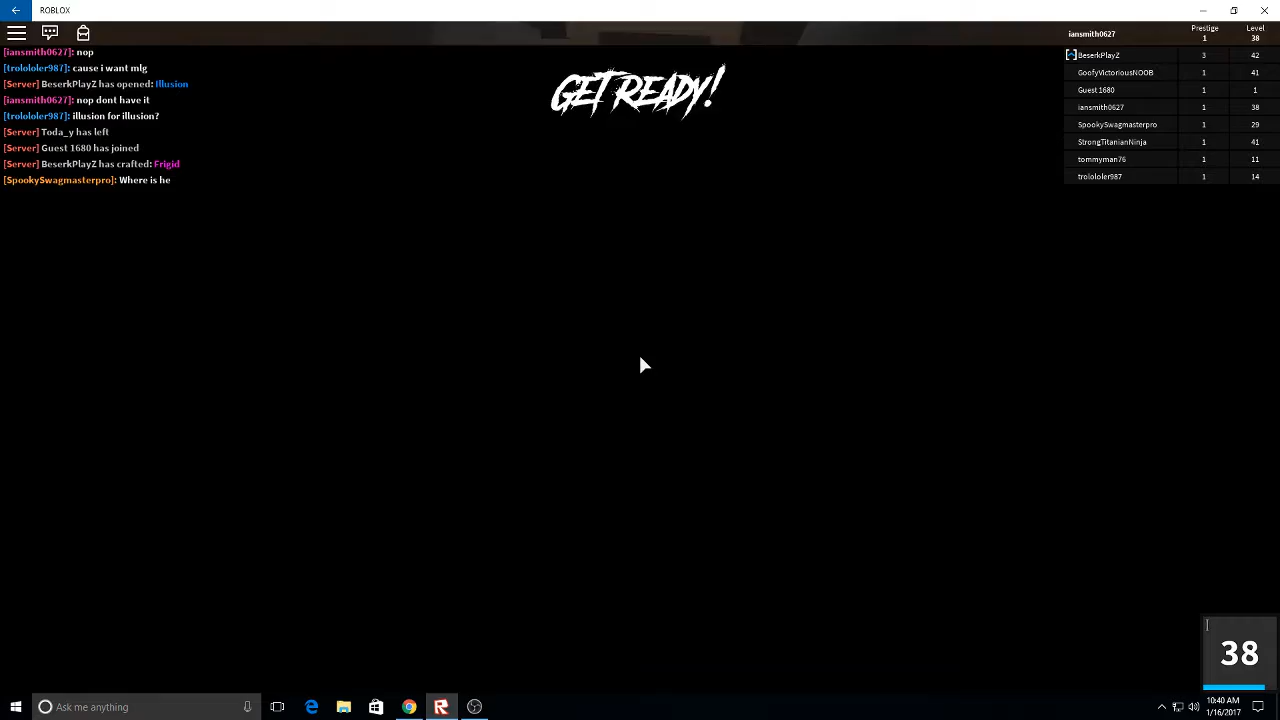 ROBLOX
[iansmith0627]: nop
[trolololer987]: cause i want mlg
[Server] BeserkPlayZ has opened: Illusion
[iansmith0627]: nop dont have it
[trolololer987]: illusion for illusion?
[Server] Toda_y has left
[Server] Guest 1680 has joined
[Server] BeserkPlayZ has crafted: Frigid
[SpookySwagmasterpro]: Where is he
GET READY!
iansmith0627 Prestige 1 Level 38
BeserkPlayZ 3 42
GoofyVictoriousNOOB 1 41
Guest 1680 1 1
iansmith0627 1 38
SpookySwagmasterpro 1 29
StrongTitanianNinja 1 41
tommyman76 1 11
trolololer987 1 14
38
Ask me anything
10:40 AM
1/16/2017